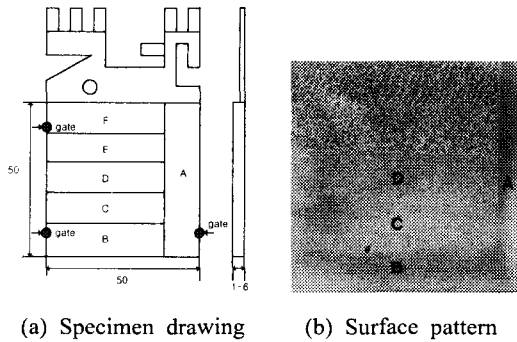 F
gate
E
50
D
A
C
gate
B
gate
50
1-6
D
A
C
B
(a) Specimen drawing
(b) Surface pattern